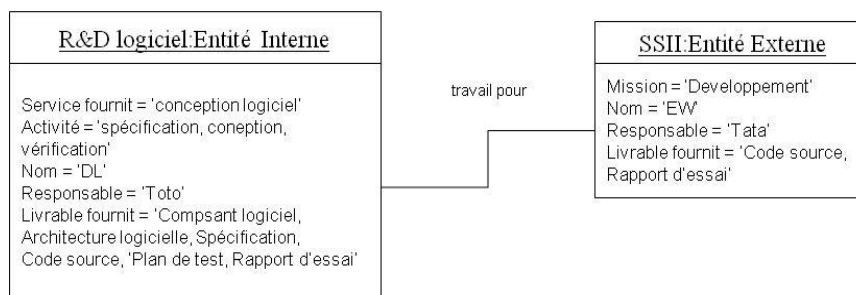 R&D logiciel:Entité Interne
Service fournit = 'conception logiciel'
Activité = 'spécification, coneption,
vérification'
Nom = 'DL'
Responsable = 'Toto'
Livrable fournit = 'Compsant logiciel,
Architecture logicielle, Spécification,
Code source, 'Plan de test, Rapport d'essai'
travail pour
SSII:Entité Externe
Mission = 'Developpement'
Nom = 'EW'
Responsable = 'Tata'
Livrable fournit = 'Code source,
Rapport d'essai'